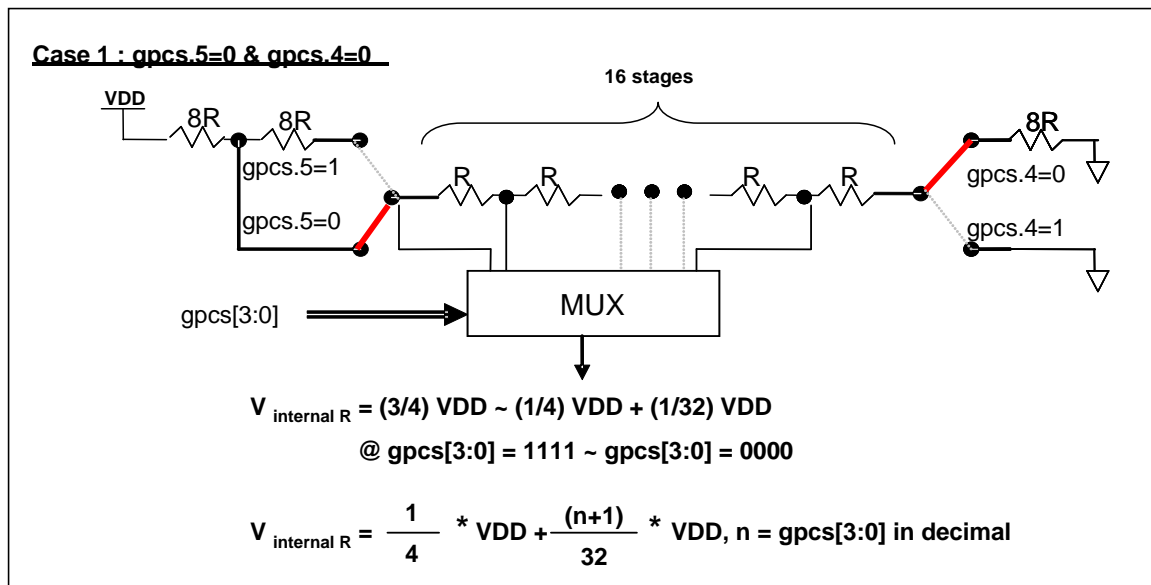 Case 1 : gpcs.5=0 & gpcs.4=0
16 stages
VDD
8R
8R
8R
gpcs.5=1
R
R
R
R
gpcs.4=0
gpcs.5=0
gpcs.4=1
gpcs[3:0]
MUX
V internal R = (3/4) VDD ~ (1/4) VDD + (1/32) VDD
@ gpcs[3:0] = 1111 ~ gpcs[3:0] = 0000
V internal R = 1/4 * VDD + (n+1)/32 * VDD, n = gpcs[3:0] in decimal